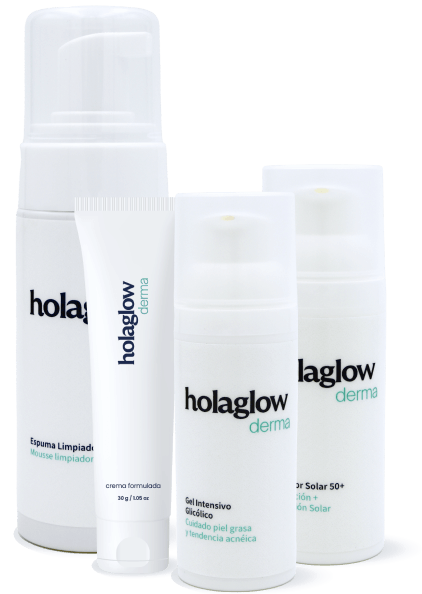 hola
Espuma Limpiado
Mousse limpiador
holaglow
derma
crema formulada
30 g / 1.05 oz
holaglow
derma
Gel Intensivo
Glicólico
Cuidado piel grasa
y tendencia acnéica
laglow
derma
or Solar 50+
ción +
ón Solar